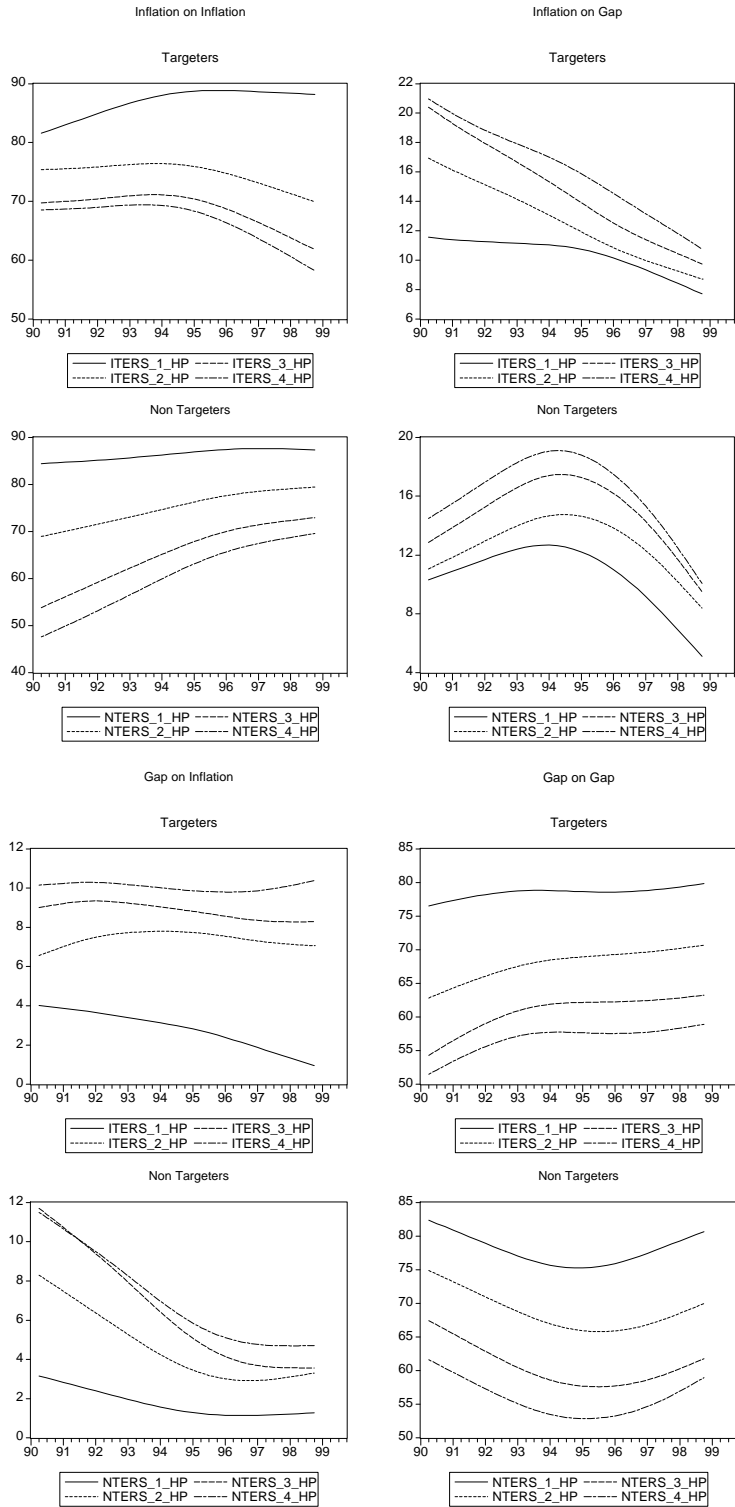 Inflation on Inflation
Targeters
90
80
70
60
50
90 91 92 93 94 95 96 97 98 99
ITERS_1_HP ITERS_3_HP
ITERS_2_HP ITERS_4_HP
Inflation on Gap
Targeters
22
20
18
16
14
12
10
8
6
90 91 92 93 94 95 96 97 98 99
ITERS_1_HP ITERS_3_HP
ITERS_2_HP ITERS_4_HP
Non Targeters
90
80
70
60
50
40
90 91 92 93 94 95 96 97 98 99
NTERS_1_HP NTERS_3_HP
NTERS_2_HP NTERS_4_HP
Non Targeters
20
16
12
8
4
90 91 92 93 94 95 96 97 98 99
NTERS_1_HP NTERS_3_HP
NTERS_2_HP NTERS_4_HP
Gap on Inflation
Targeters
12
10
8
6
4
2
0
90 91 92 93 94 95 96 97 98 99
ITERS_1_HP ITERS_3_HP
ITERS_2_HP ITERS_4_HP
Gap on Gap
Targeters
85
80
75
70
65
60
55
50
90 91 92 93 94 95 96 97 98 99
ITERS_1_HP ITERS_3_HP
ITERS_2_HP ITERS_4_HP
Non Targeters
12
10
8
6
4
2
0
90 91 92 93 94 95 96 97 98 99
NTERS_1_HP NTERS_3_HP
NTERS_2_HP NTERS_4_HP
Non Targeters
85
80
75
70
65
60
55
50
90 91 92 93 94 95 96 97 98 99
NTERS_1_HP NTERS_3_HP
NTERS_2_HP NTERS_4_HP